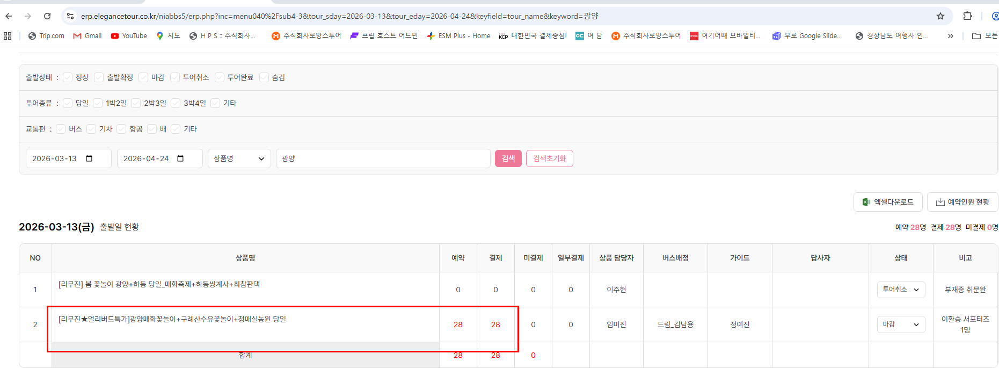 erp.elegancetour.co.kr/niabbs5/erp.php?inc=menu040%2Fsub4-3&tour_sday=2026-03-13&tour_eday=2026-04-24&keyfield=tour_name&keyword=광양
Trip.com Gmail YouTube 지도 H P S :: 주식회사... 주식회사로망스투어 프립 호스트 어드민 ESM Plus - Home KCP 대한민국 결제중심! OC 여 담 주식회사로망스투어 여기어때 모바일티... 무료 Google Slide... 경상남도 여행사 인... » 모든
출발상태 : 정상 출발확정 마감 투어취소 투어완료 숨김
투어종류 : 당일 1박2일 2박3일 3박4일 기타
교통편 : 버스 기차 항공 배 기타
2026-03-13 2026-04-24 상품명 광양 검색 검색초기화
엑셀다운로드 예약인원 현황
2026-03-13(금) 출발일 현황 예약 28명 결제 28명 미결제 0명
NO 상품명 예약 결제 미결제 일부결제 상품 담당자 버스배정 가이드 답사자 상태 비고
1 [리무진] 봄 꽃놀이 광양+하동 당일_매화축제+하동쌍계사+최참판댁 0 0 0 0 이주현 투어취소 부재중 취문완
2 [리무진★얼리버드특가]광양매화꽃놀이+구례산수유꽃놀이+청매실농원 당일 28 28 0 0 임미진 드림_김남용 정여진 마감 이환승 서포터즈
1명
합계 28 28 0